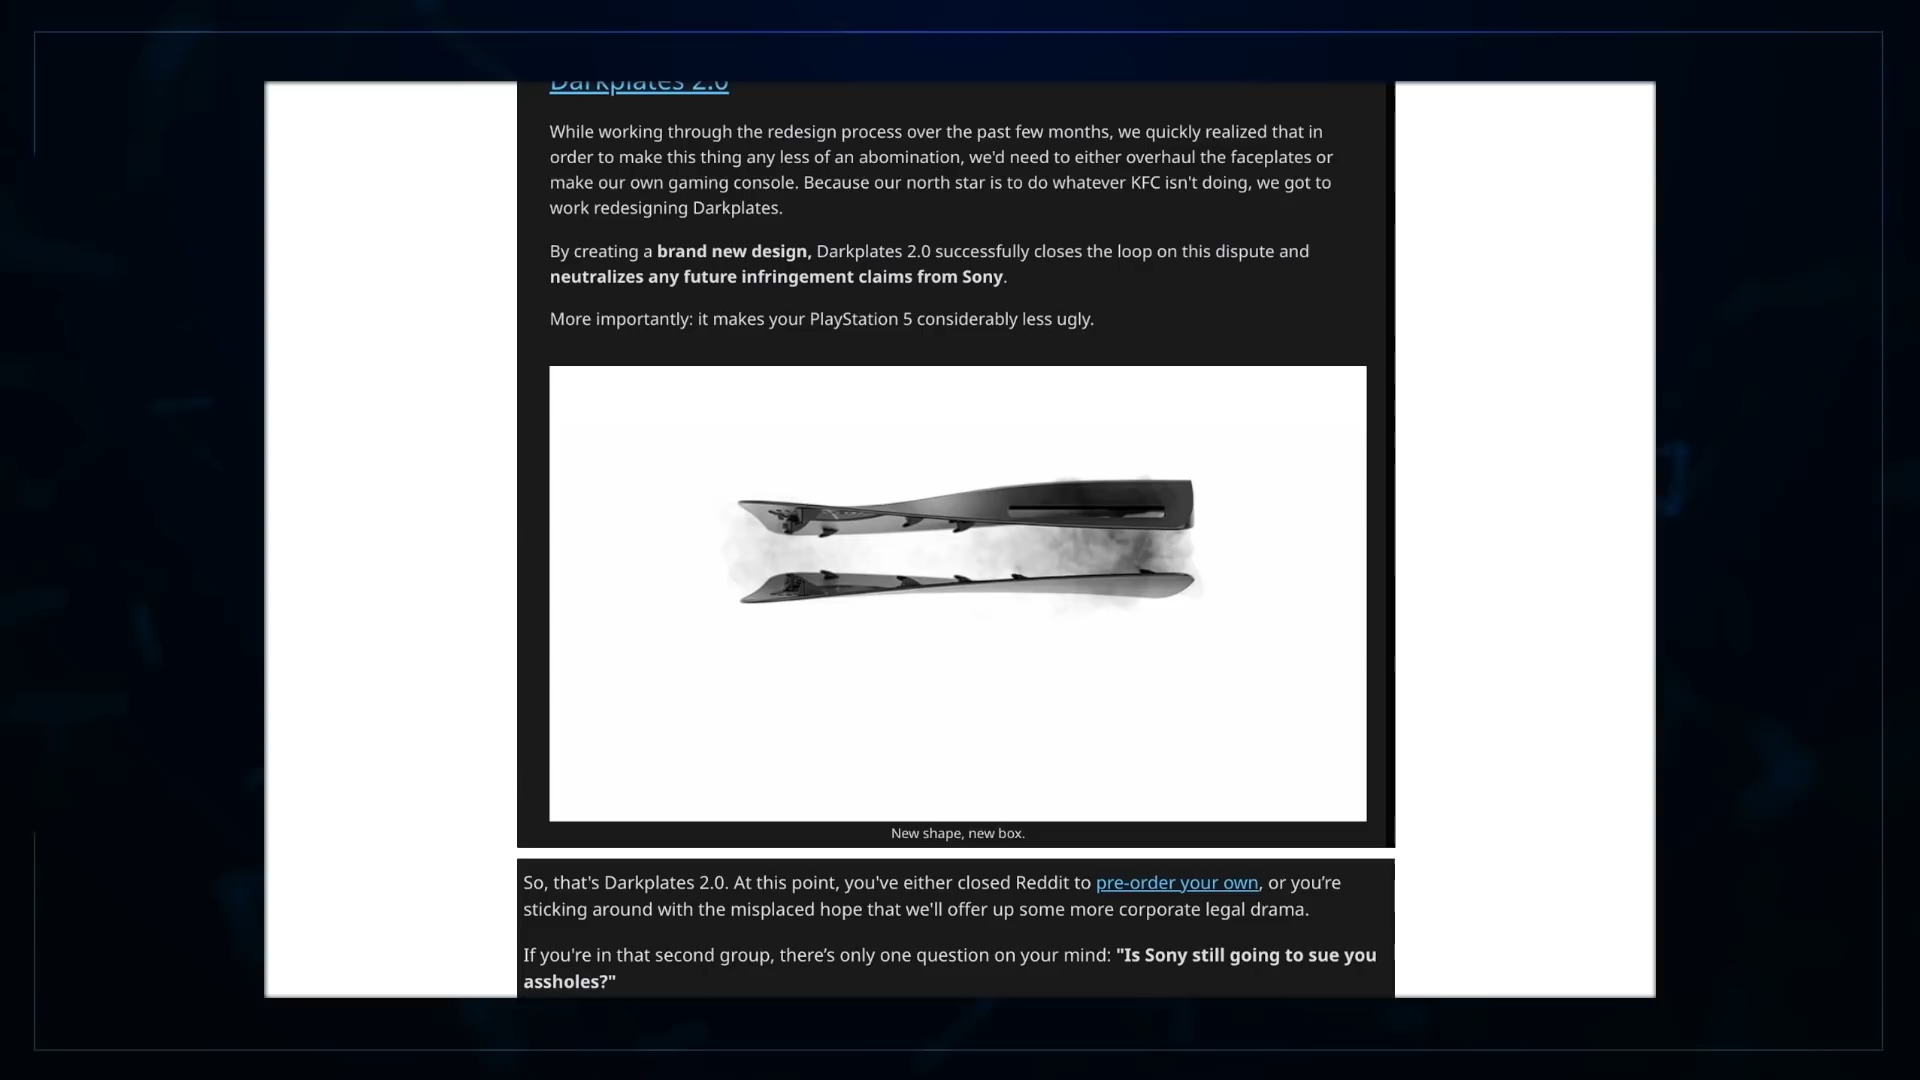 Darkplates 2.0
While working through the redesign process over the past few months, we quickly realized that in
order to make this thing any less of an abomination, we'd need to either overhaul the faceplates or
make our own gaming console. Because our north star is to do whatever KFC isn't doing, we got to
work redesigning Darkplates.
By creating a brand new design, Darkplates 2.0 successfully closes the loop on this dispute and
neutralizes any future infringement claims from Sony.
More importantly: it makes your PlayStation 5 considerably less ugly.
New shape, new box.
So, that's Darkplates 2.0. At this point, you've either closed Reddit to pre-order your own, or you’re
sticking around with the misplaced hope that we'll offer up some more corporate legal drama.
If you're in that second group, there’s only one question on your mind: "Is Sony still going to sue you
assholes?"